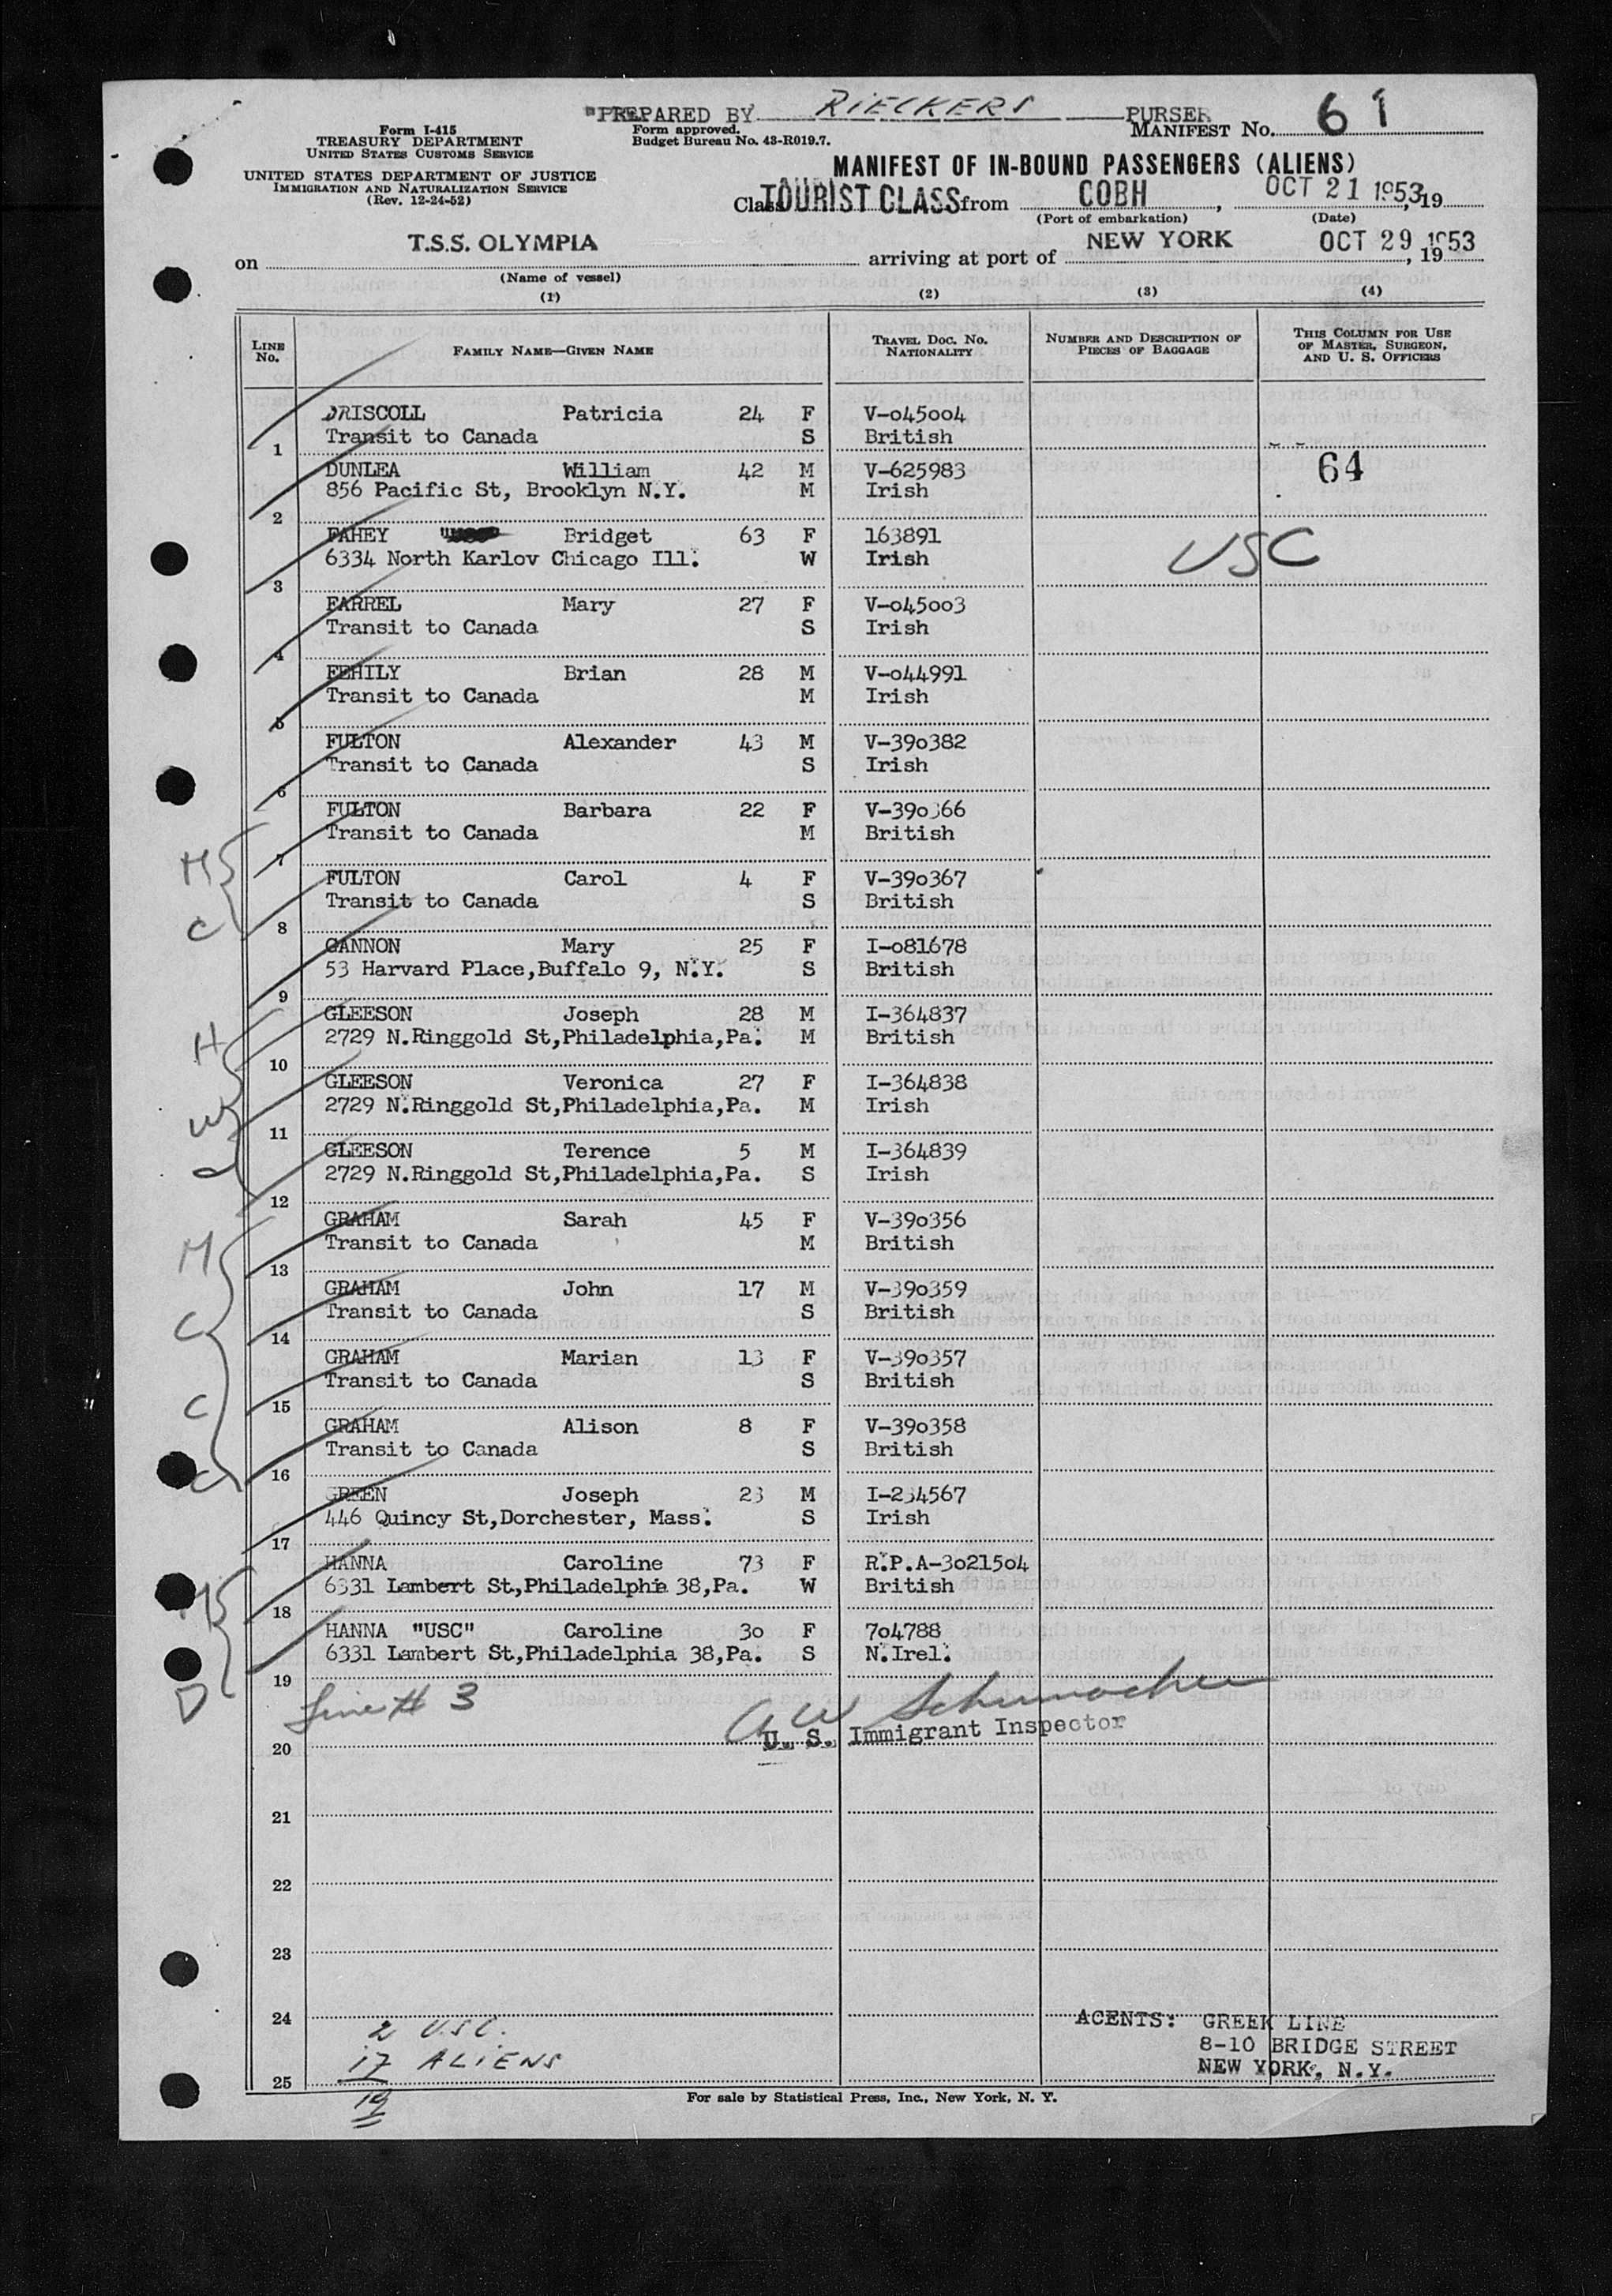 PREPARED BY RIECKERS PURSER
Form I-415
TREASURY DEPARTMENT
UNITED STATES CUSTOMS SERVICE
UNITED STATES DEPARTMENT OF JUSTICE
IMMIGRATION AND NATURALIZATION SERVICE
(Rev. 12-24-52)
Form approved.
Budget Bureau No. 43-R019.7.
MANIFEST NO. 61
MANIFEST OF IN-BOUND PASSENGERS (ALIENS)
Class TOURIST CLASS from COBH, OCT 21 1953, 19
(Port of embarkation) (Date)
on T.S.S. OLYMPIA arriving at port of NEW YORK OCT 29 1953, 19
(Name of vessel)
(1) (2) (3) (4)
LINE NO. FAMILY NAME—GIVEN NAME TRAVEL DOC. NO. NATIONALITY NUMBER AND DESCRIPTION OF PIECES OF BAGGAGE THIS COLUMN FOR USE OF MASTER, SURGEON, AND U. S. OFFICERS
DRISCOLL Patricia 24 F V-045004
1 Transit to Canada S British
DUNLEA William 42 M V-625983 64
2 856 Pacific St, Brooklyn N.Y. M Irish
FAHEY Bridget 63 F 163891 USC
3 6334 North Karlov Chicago Ill. W Irish
FARREL Mary 27 F V-045003
4 Transit to Canada S Irish
FEHILY Brian 28 M V-044991
5 Transit to Canada M Irish
FULTON Alexander 43 M V-390382
6 Transit to Canada S Irish
FULTON Barbara 22 F V-390366
7 Transit to Canada M British
M
FULTON Carol 4 F V-390367
8 Transit to Canada S British
C
GANNON Mary 25 F I-081678
9 53 Harvard Place,Buffalo 9, N.Y. S British
GLEESON Joseph 28 M I-364837
10 2729 N.Ringgold St,Philadelphia,Pa. M British
H
GLEESON Veronica 27 F I-364838
11 2729 N.Ringgold St,Philadelphia,Pa. M Irish
W
GLEESON Terence 5 M I-364839
12 2729 N.Ringgold St,Philadelphia,Pa. S Irish
GRAHAM Sarah 45 F V-390356
13 Transit to Canada M British
M
GRAHAM John 17 M V-390359
14 Transit to Canada S British
C
GRAHAM Marian 13 F V-390357
15 Transit to Canada S British
C
GRAHAM Alison 8 F V-390358
16 Transit to Canada S British
C
GREEN Joseph 23 M I-234567
17 446 Quincy St,Dorchester, Mass. S Irish
HANNA Caroline 73 F R.P.A-3021504
18 6331 Lambert St,Philadelphia 38,Pa. W British
M
HANNA "USC" Caroline 30 F 704788
19 6331 Lambert St,Philadelphia 38,Pa. S N.Irel.
D
Line # 3 A W Schumacher
20 U. S. Immigrant Inspector
21
22
23
24
2 USC.
17 ALIENS
25
19
AGENTS: GREEK LINE
8-10 BRIDGE STREET
NEW YORK, N.Y.
For sale by Statistical Press, Inc., New York, N. Y.